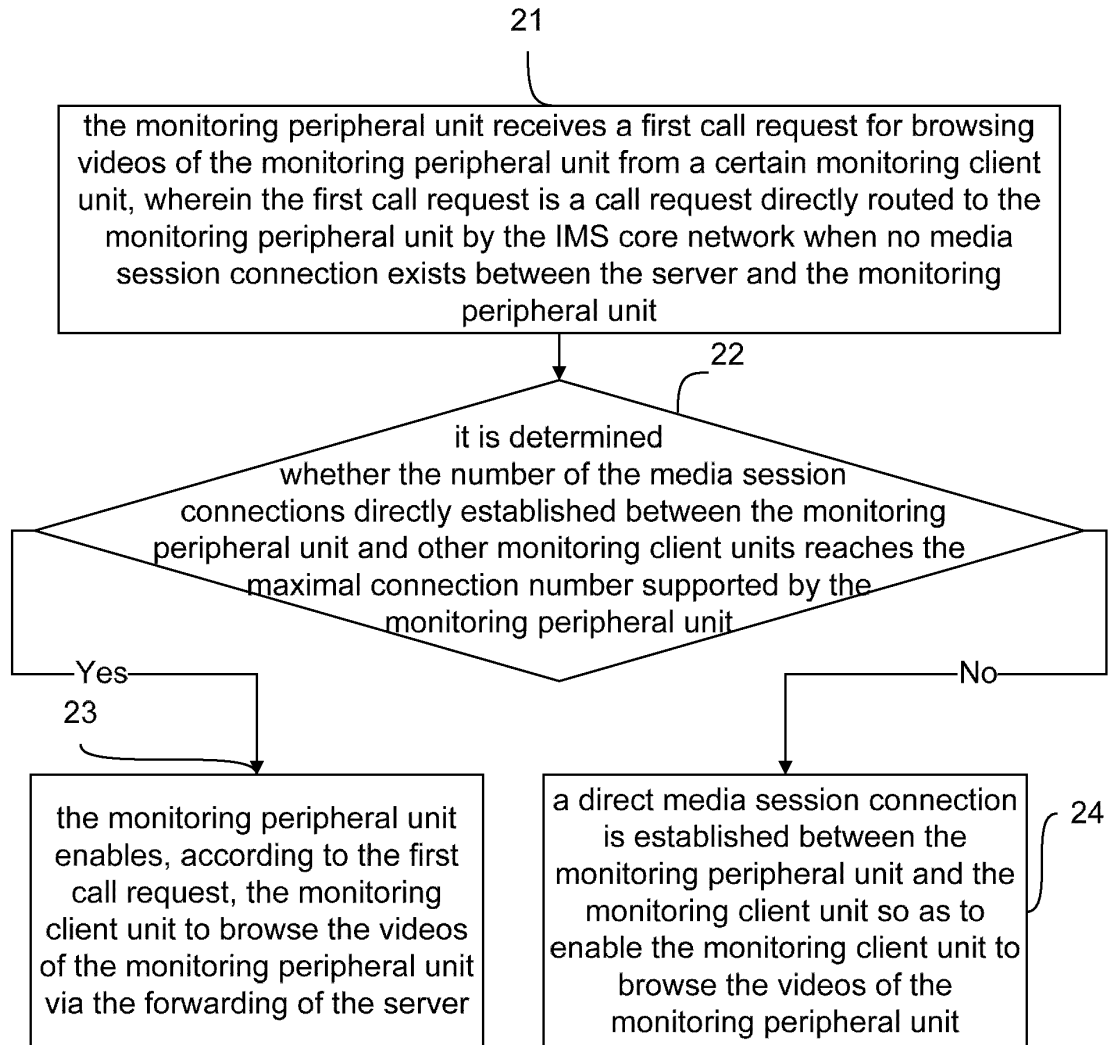 21
the monitoring peripheral unit receives a first call request for browsing
videos of the monitoring peripheral unit from a certain monitoring client
unit, wherein the first call request is a call request directly routed to the
monitoring peripheral unit by the IMS core network when no media
session connection exists between the server and the monitoring
peripheral unit
22
it is determined
whether the number of the media session
connections directly established between the monitoring
peripheral unit and other monitoring client units reaches the
maximal connection number supported by the
monitoring peripheral unit
Yes
No
23
the monitoring peripheral unit
enables, according to the first
call request, the monitoring
client unit to browse the videos
of the monitoring peripheral unit
via the forwarding of the server
a direct media session connection
is established between the
monitoring peripheral unit and the
monitoring client unit so as to
enable the monitoring client unit to
browse the videos of the
monitoring peripheral unit
24